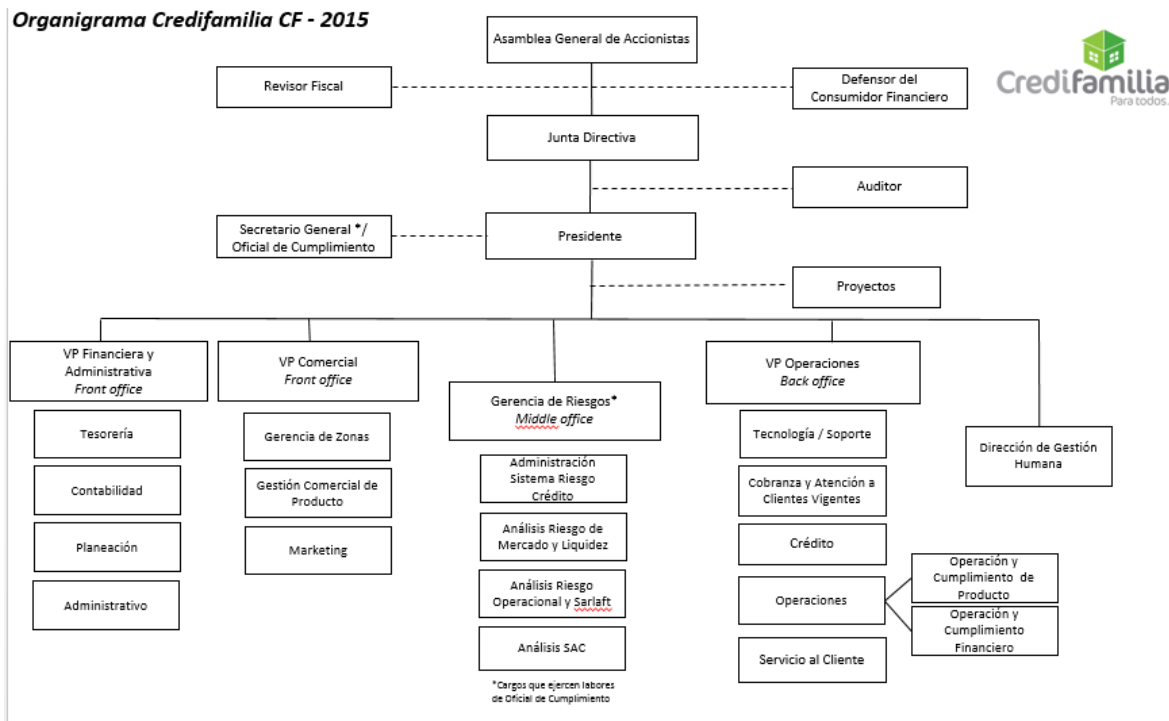 Organigrama Credifamilia CF - 2015
Asamblea General de Accionistas
CrediFamilia
Para todos.
Revisor Fiscal
Defensor del
Consumidor Financiero
Junta Directiva
Auditor
Secretario General */
Oficial de Cumplimiento
Presidente
Proyectos
VP Financiera y
Administrativa
Front office
Tesorería
Contabilidad
Planeación
Administrativo
VP Comercial
Front office
Gerencia de Zonas
Gestión Comercial de
Producto
Marketing
Gerencia de Riesgos*
Middle office
Administración
Sistema Riesgo
Crédito
Análisis Riesgo de
Mercado y Liquidez
Análisis Riesgo
Operacional y Sarlaft
Análisis SAC
*Cargos que ejercen labores
de Oficial de Cumplimiento
VP Operaciones
Back office
Tecnología / Soporte
Cobranza y Atención a
Clientes Vigentes
Crédito
Operaciones
Operación y
Cumplimiento de
Producto
Operación y
Cumplimiento
Financiero
Servicio al Cliente
Dirección de Gestión
Humana